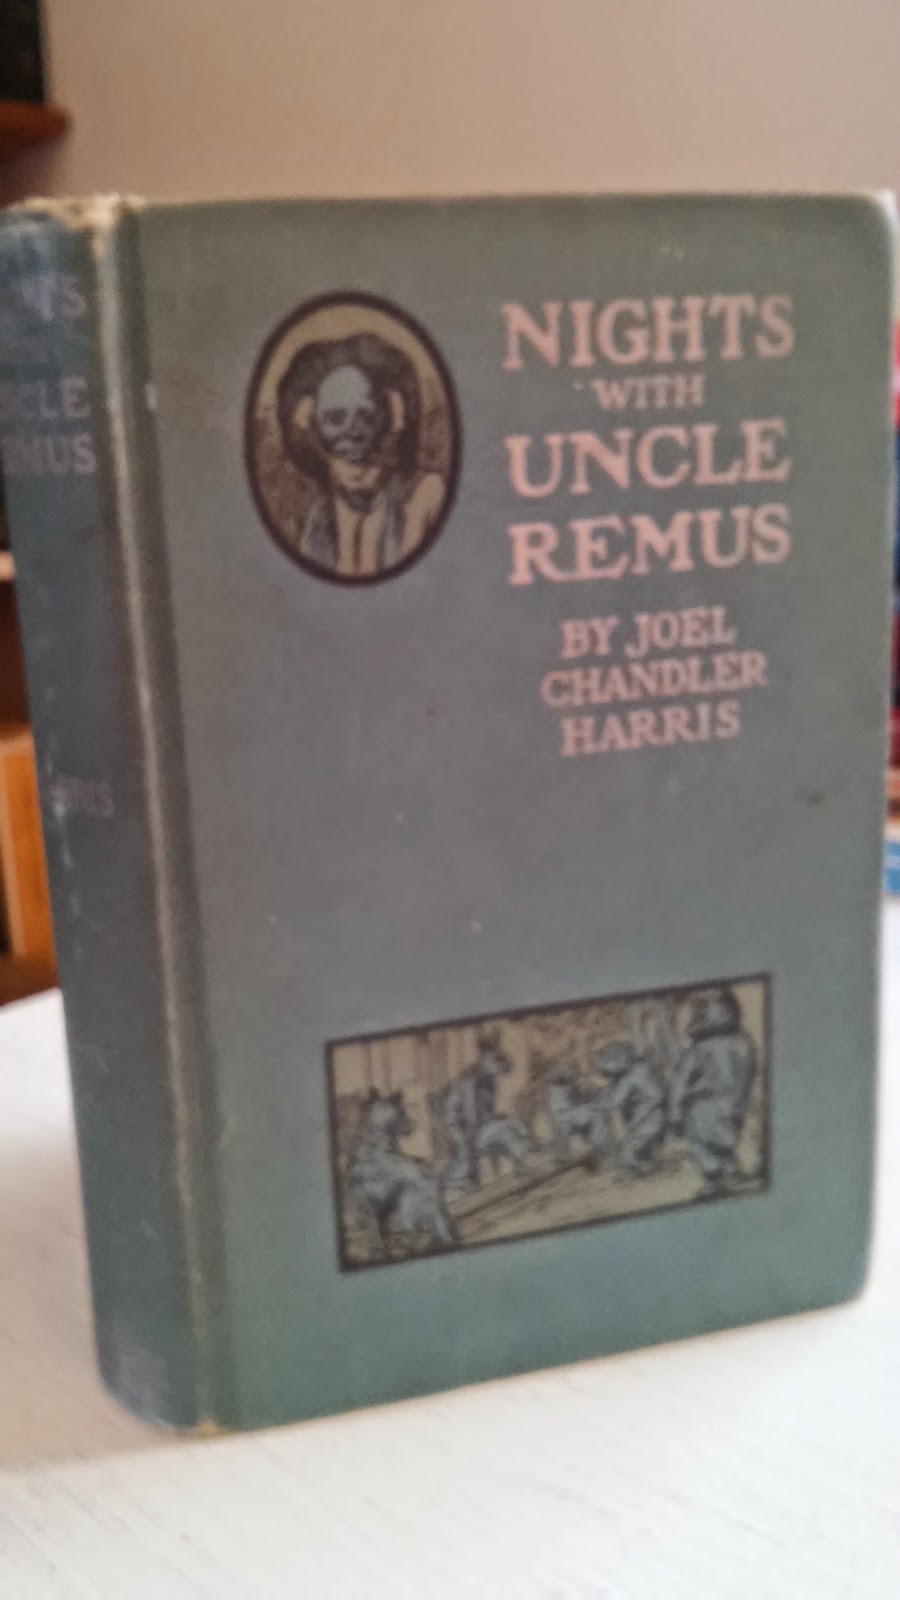 NIGHTS
WITH
UNCLE
REMUS
BY JOEL
CHANDLER
HARRIS